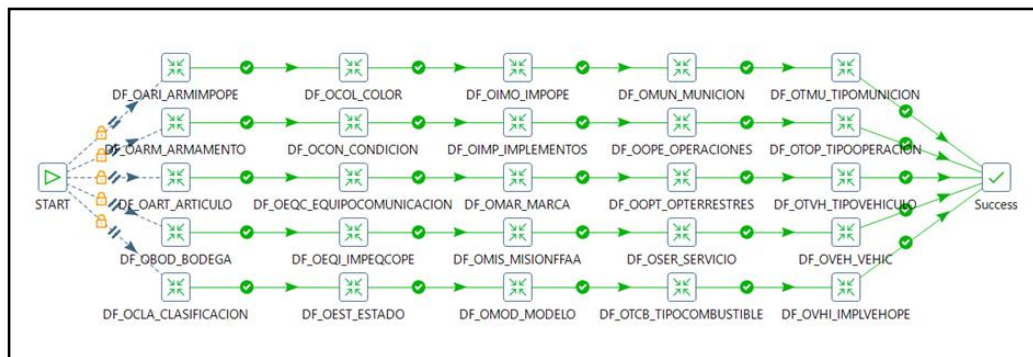 DF_OARI_ARMIMPOPE DF_OCOL_COLOR DF_OIMO_IMPOPE DF_OMUN_MUNICION DF_OTMU_TIPOMUNICION
DF_OARM_ARMAMENTO DF_OCON_CONDICION DF_OIMP_IMPLEMENTOS DF_OOPE_OPERACIONES DF_OTOP_TIPOOPERACION
START DF_OART_ARTICULO DF_OEQC_EQUIPOCOMUNICACION DF_OMAR_MARCA DF_OOPT_OPTERRESTRES DF_OTVH_TIPOVEHICULO Success
DF_OBOD_BODEGA DF_OEQI_IMPEQCOPE DF_OMIS_MISIONFFAA DF_OSER_SERVICIO DF_OVEH_VEHIC
DF_OCLA_CLASIFICACION DF_OEST_ESTADO DF_OMOD_MODELO DF_OTCB_TIPOCOMBUSTIBLE DF_OVHI_IMPLVEHOPE